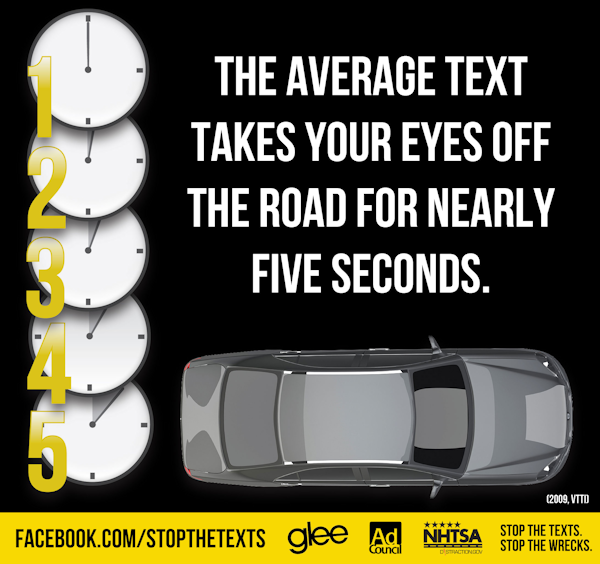 1
2
3
4
5
THE AVERAGE TEXT
TAKES YOUR EYES OFF
THE ROAD FOR NEARLY
FIVE SECONDS.
(2009, VTTI)
FACEBOOK.COM/STOPTHETEXTS
glee
Ad
Council
NHTSA
DISTRACTION.GOV
STOP THE TEXTS.
STOP THE WRECKS.